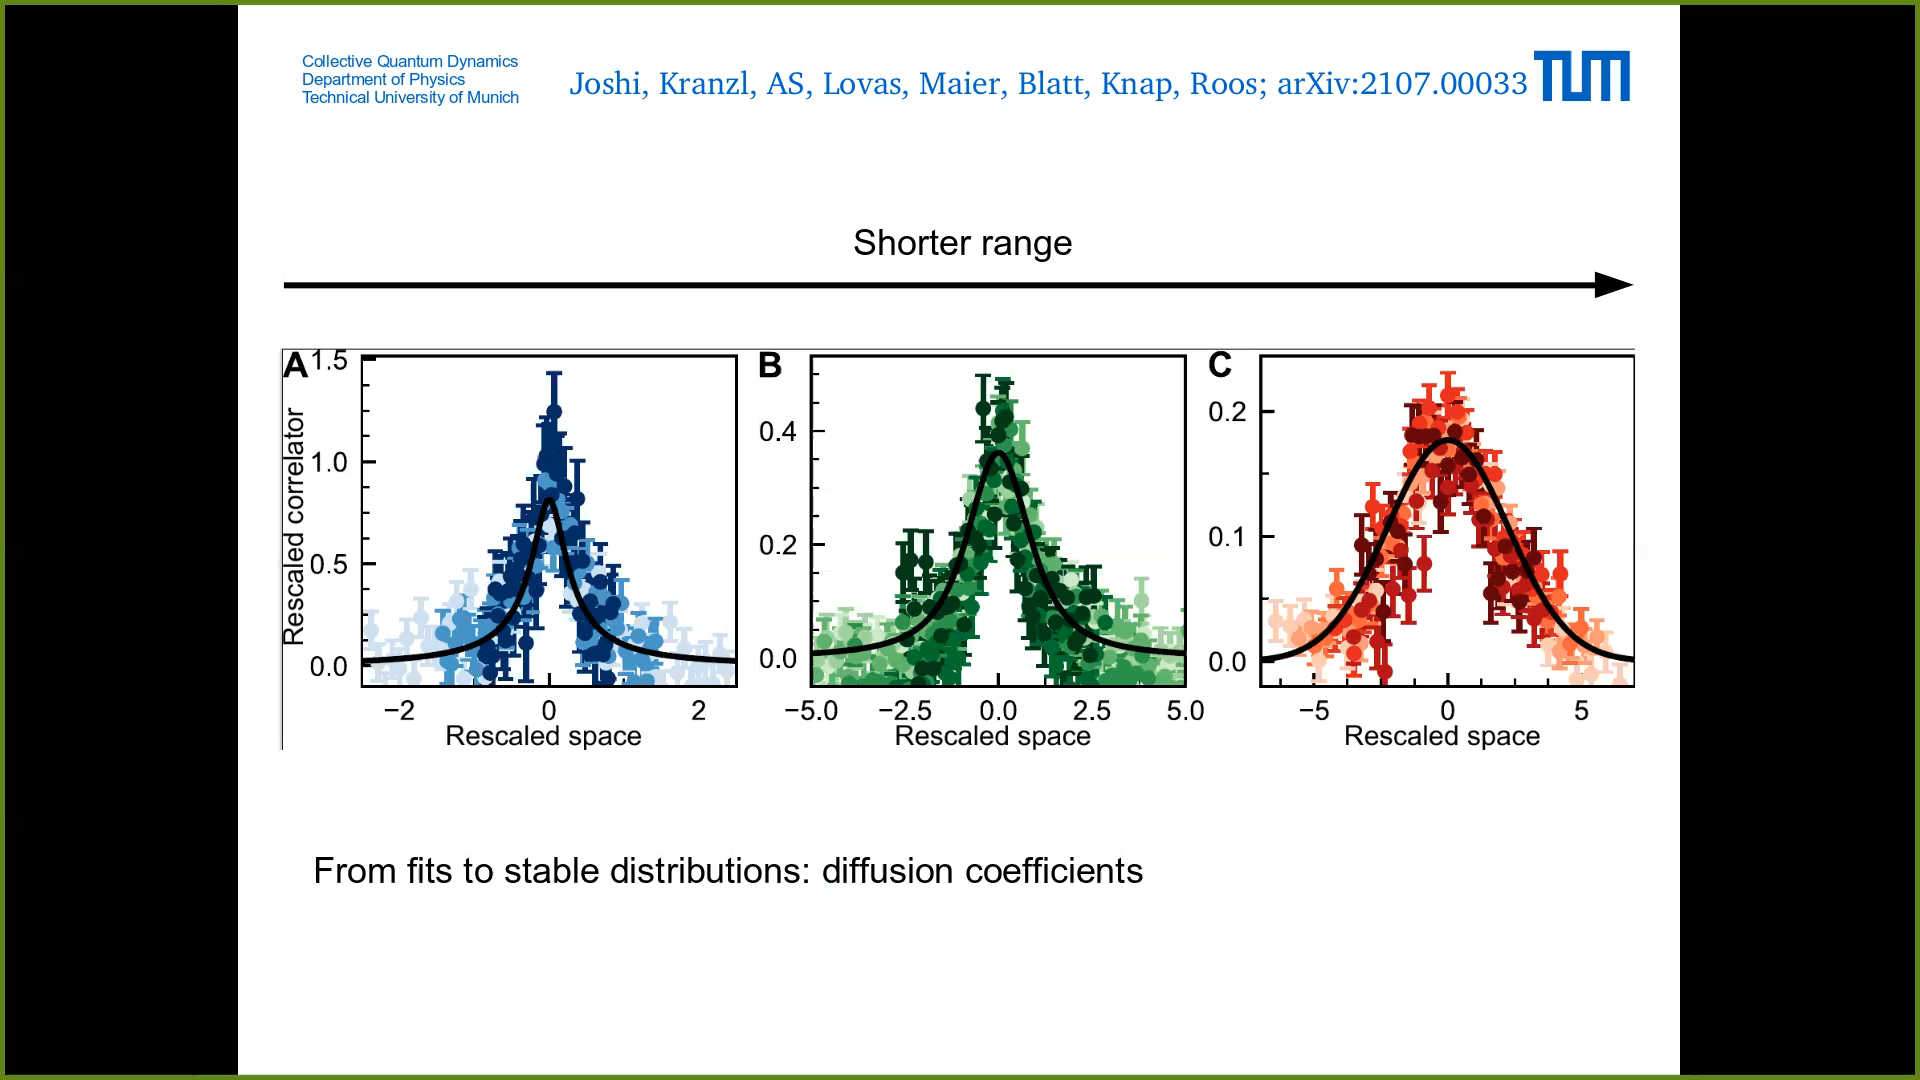 Collective Quantum Dynamics
Department of Physics
Technical University of Munich
Joshi, Kranzl, AS, Lovas, Maier, Blatt, Knap, Roos; arXiv:2107.00033
TUM
Shorter range
A
1.5
1.0
0.5
0.0
Rescaled correlator
−2 0 2
Rescaled space
B
0.4
0.2
0.0
−5.0 −2.5 0.0 2.5 5.0
Rescaled space
C
0.2
0.1
0.0
−5 0 5
Rescaled space
From fits to stable distributions: diffusion coefficients